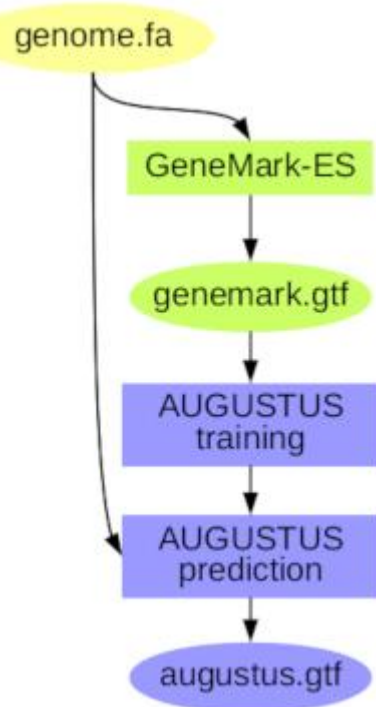 genome.fa
GeneMark-ES
genemark.gtf
AUGUSTUS
training
AUGUSTUS
prediction
augustus.gtf